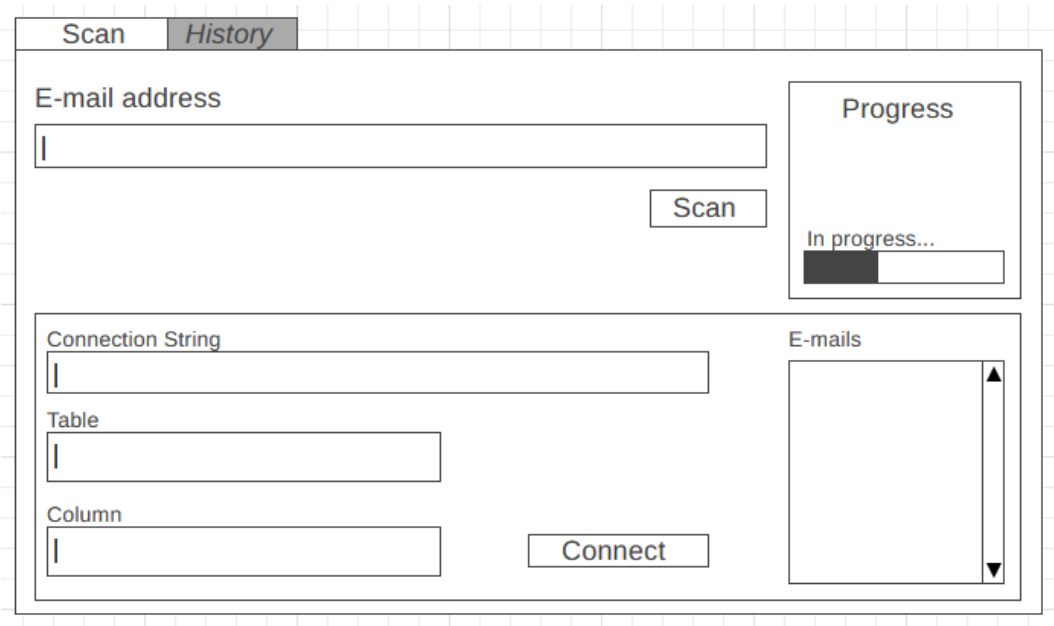 Scan
History
E-mail address
Progress
Scan
In progress...
Connection String
E-mails
Table
Column
Connect